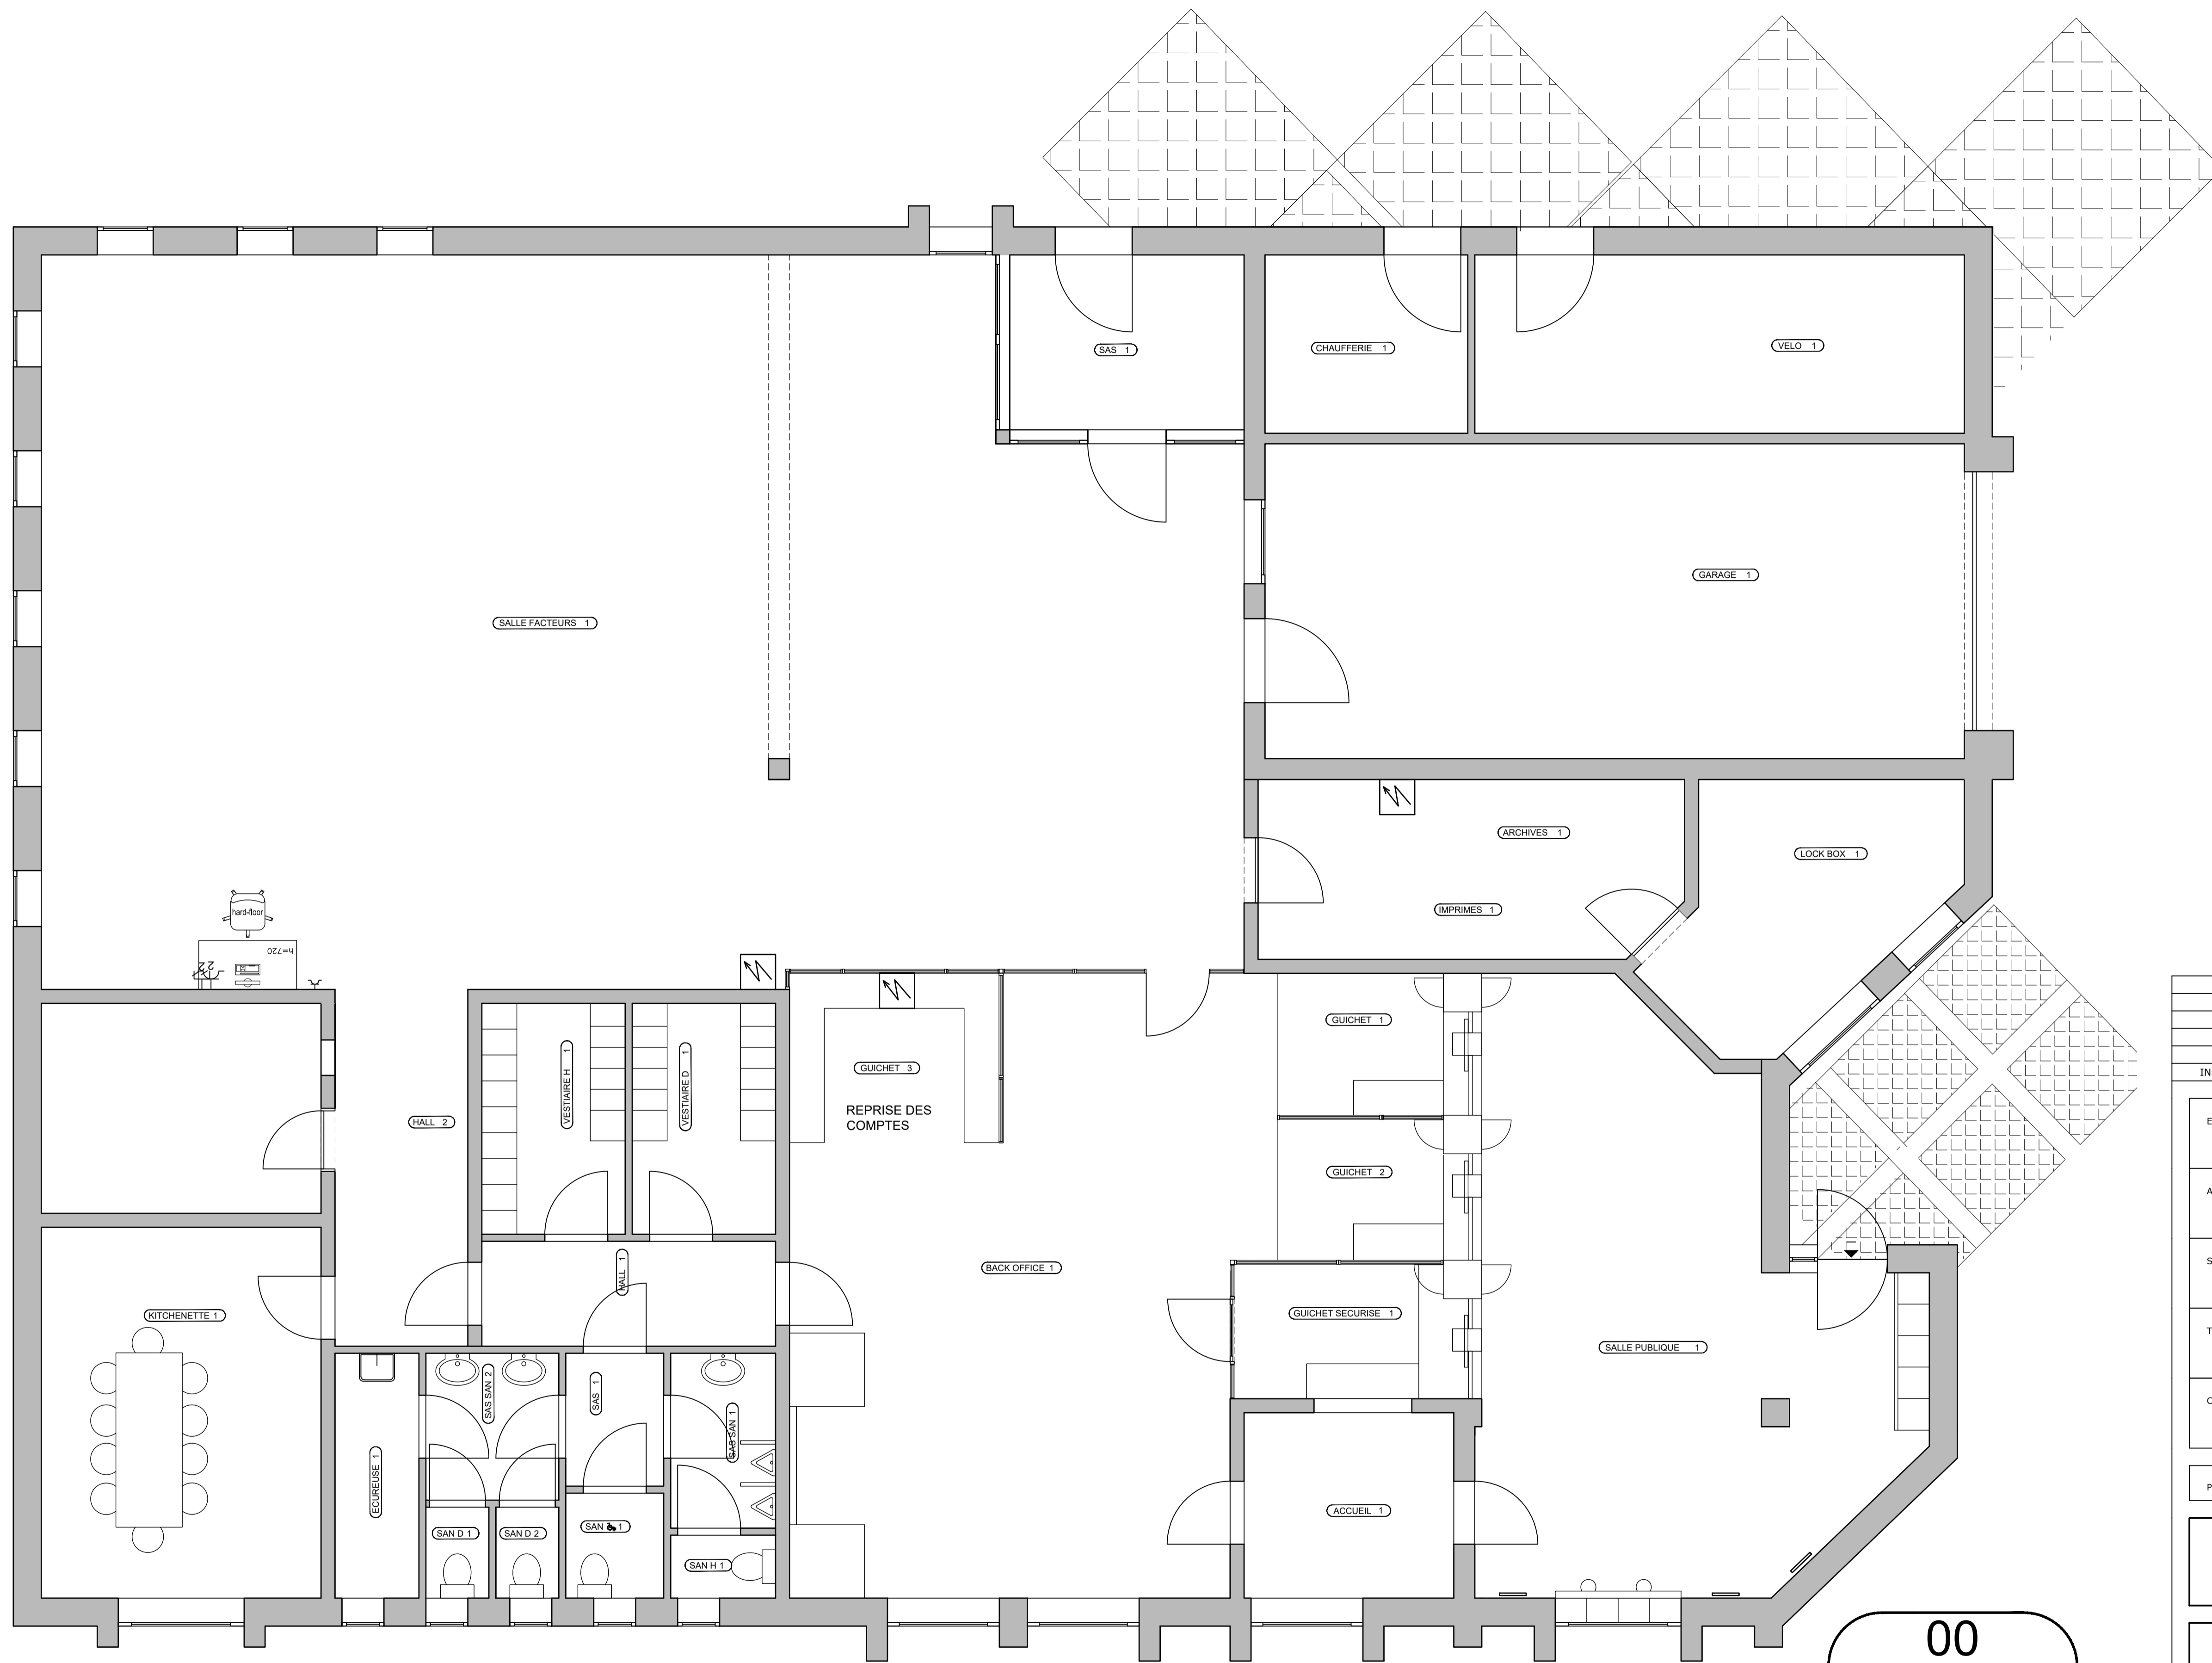 SAS 1
CHAUFFERIE 1
VELO 1
GARAGE 1
SALLE FACTEURS 1
ARCHIVES 1
LOCK BOX 1
IMPRIMES 1
hard-floor
h=720
22
GUICHET 1
GUICHET 3
REPRISE DES
COMPTES
VESTIAIRE H 1
VESTIAIRE D 1
HALL 2
GUICHET 2
HALL 1
BACK OFFICE 1
GUICHET SECURISE 1
KITCHENETTE 1
SALLE PUBLIQUE 1
SAS SAN 2
SAS 1
SAS SAN 1
ECUREUSE 1
ACCUEIL 1
SAN D 1
SAN D 2
SAN 1
SAN H 1
00
IN
E
A
S
T
C
P